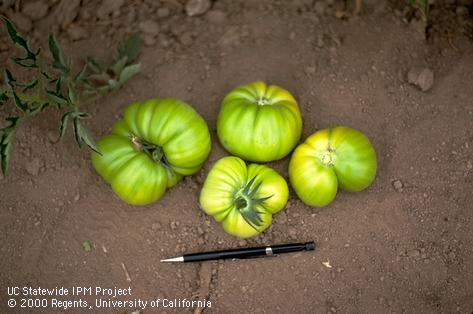 UC Statewide IPM Project
© 2000 Regents, University of California